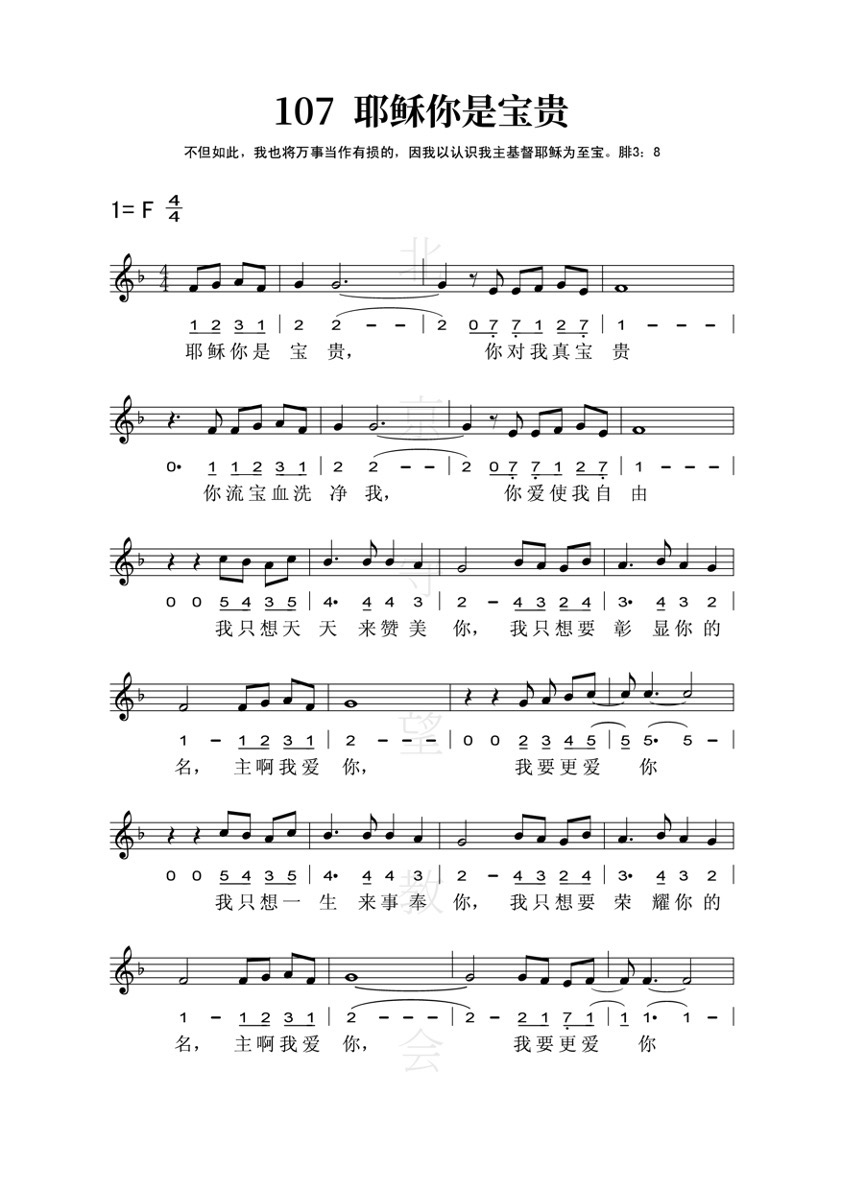 107 耶稣你是宝贵
不但如此，我也将万事当作有损的，因我以认识我主基督耶稣为至宝。腓3：8
1= F 4/4
1 2 3 1 | 2 2 – – | 2 0 7̣ 7̣ 1 2 7̣ | 1 – – – |
耶稣你是 宝 贵， 你对我真宝 贵
0• 1 1 2 3 1 | 2 2 – – | 2 0 7̣ 7̣ 1 2 7̣ | 1 – – – |
你流宝血洗 净 我， 你爱使我自 由
0 0 5 4 3 5 | 4• 4 4 3 | 2 – 4 3 2 4 | 3• 4 3 2 |
我只想天 天 来赞美 你， 我只想要 彰 显你的
1 – 1 2 3 1 | 2 – – – | 0 0 2 3 4 5 | 5 5• 5 – |
名， 主啊我爱 你， 我要更爱 你
0 0 5 4 3 5 | 4• 4 4 3 | 2 – 4 3 2 4 | 3• 4 3 2 |
我只想一 生 来事奉 你， 我只想要 荣 耀你的
1 – 1 2 3 1 | 2 – – – | 2 – 2 1 7̣ 1 | 1 1• 1 – |
名， 主啊我爱 你， 我要更爱 你
北京守望教会